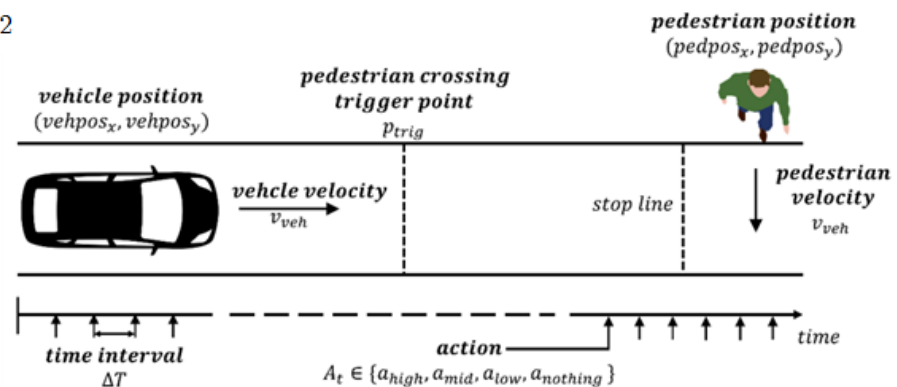 2
pedestrian position
(pedpos_x, pedpos_y)
pedestrian crossing
trigger point
p_trig
vehicle position
(vehpos_x, vehpos_y)
vehcle velocity
v_veh
stop line
pedestrian
velocity
v_veh
time interval
ΔT
action
A_t ∈ {a_high, a_mid, a_low, a_nothing}
time